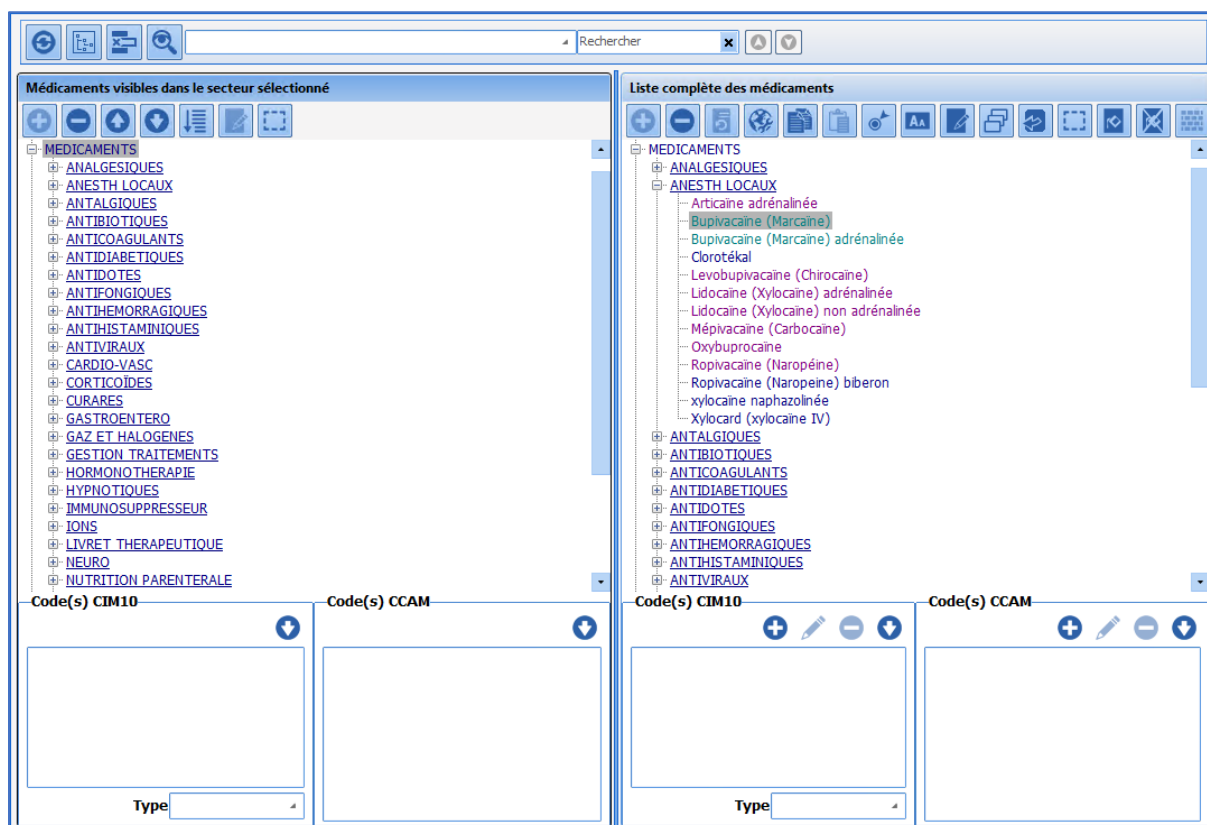 Rechercher
Médicaments visibles dans le secteur sélectionné
MEDICAMENTS
ANALGESIQUES
ANESTH LOCAUX
ANTALGIQUES
ANTIBIOTIQUES
ANTICOAGULANTS
ANTIDIABETIQUES
ANTIDOTES
ANTIFONGIQUES
ANTIHEMORRAGIQUES
ANTIHISTAMINIQUES
ANTIVIRAUX
CARDIO-VASC
CORTICOÏDES
CURARES
GASTROENTERO
GAZ ET HALOGENES
GESTION TRAITEMENTS
HORMONOTHERAPIE
HYPNOTIQUES
IMMUNOSUPPRESSEUR
IONS
LIVRET THERAPEUTIQUE
NEURO
NUTRITION PARENTERALE
Code(s) CIM10
Code(s) CCAM
Type
Liste complète des médicaments
AA
MEDICAMENTS
ANALGESIQUES
ANESTH LOCAUX
Articaïne adrénalinée
Bupivacaïne (Marcaïne)
Bupivacaïne (Marcaïne) adrénalinée
Clorotékal
Levobupivacaïne (Chirocaïne)
Lidocaïne (Xylocaïne) adrénalinée
Lidocaïne (Xylocaïne) non adrénalinée
Mépivacaïne (Carbocaïne)
Oxybuprocaïne
Ropivacaïne (Naropéine)
Ropivacaïne (Naropeine) biberon
xylocaïne naphazolinée
Xylocard (xylocaïne IV)
ANTALGIQUES
ANTIBIOTIQUES
ANTICOAGULANTS
ANTIDIABETIQUES
ANTIDOTES
ANTIFONGIQUES
ANTIHEMORRAGIQUES
ANTIHISTAMINIQUES
ANTIVIRAUX
Code(s) CIM10
Code(s) CCAM
Type